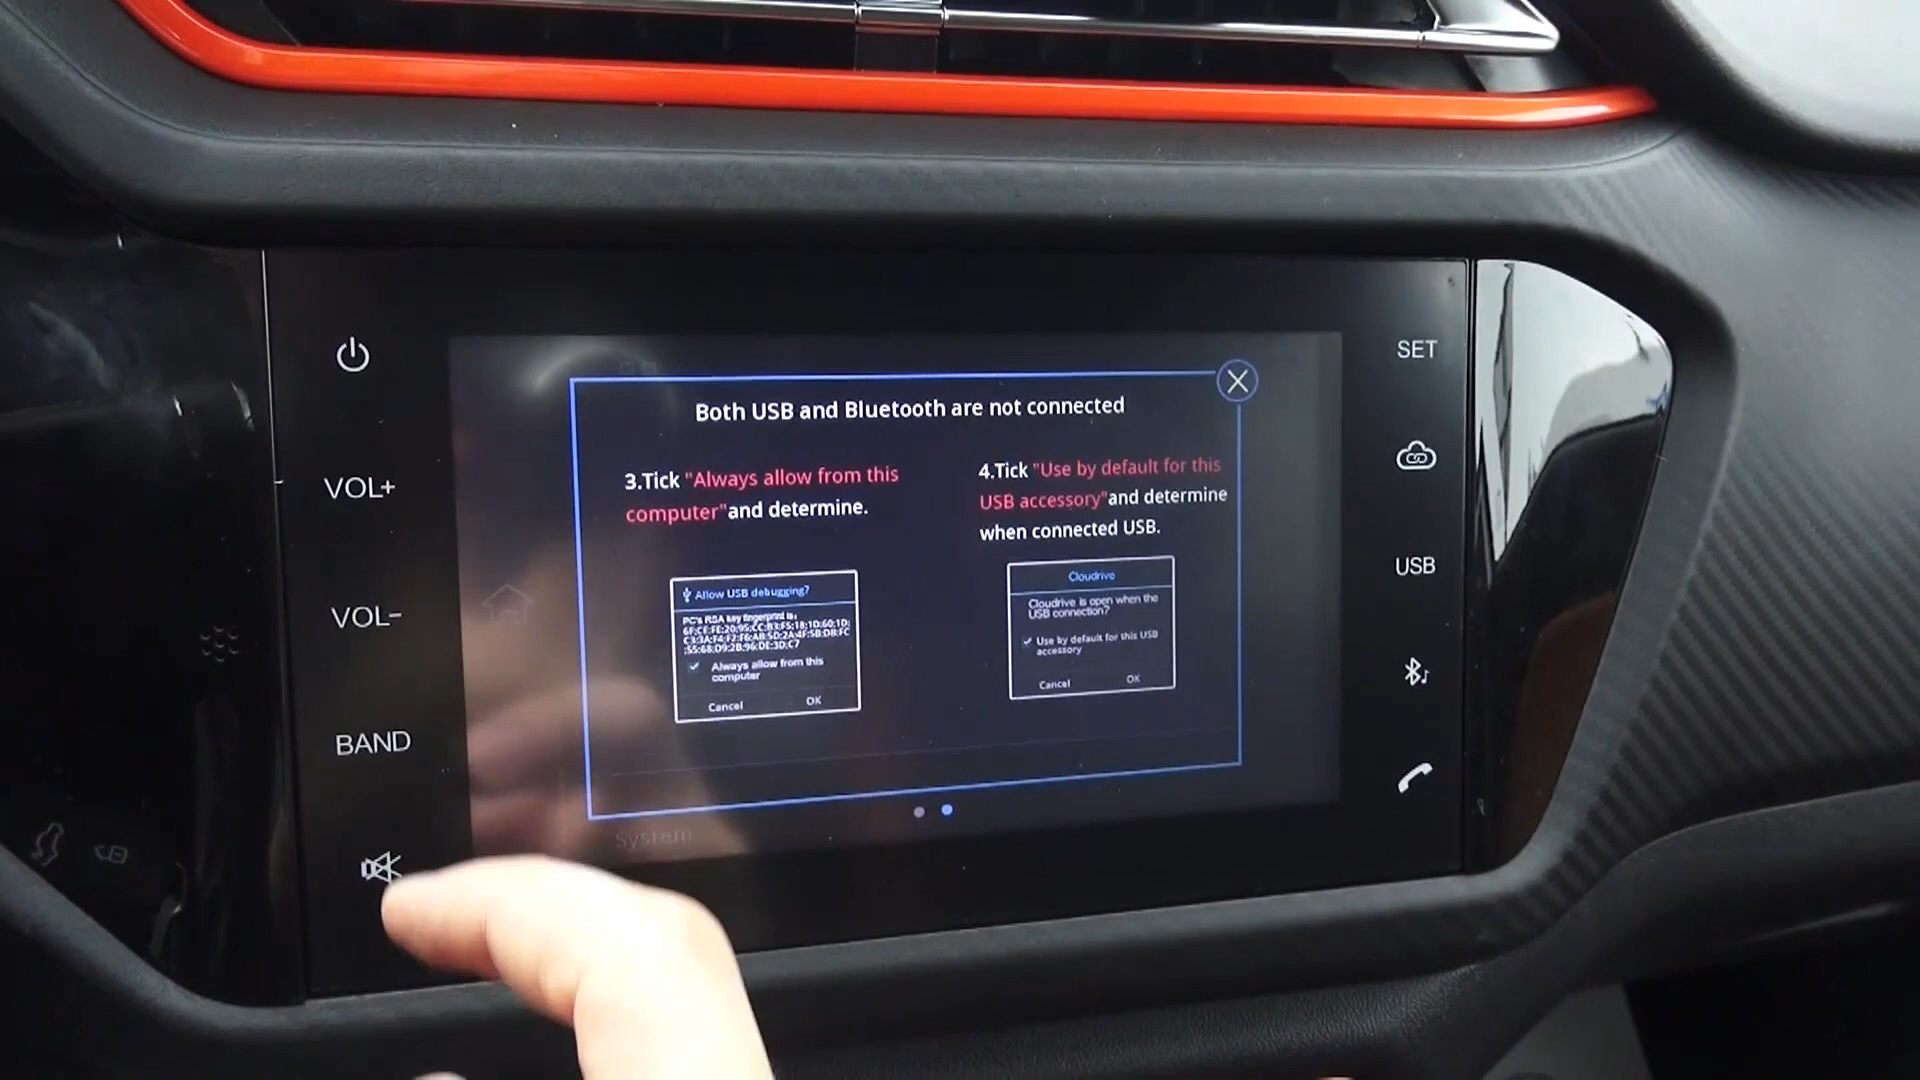 SET
VOL+
VOL-
BAND
USB
Both USB and Bluetooth are not connected
3.Tick "Always allow from this
computer"and determine.
4.Tick "Use by default for this
USB accessory"and determine
when connected USB.
Allow USB debugging?
PC's RSA key fingerprint is:
Always allow from this
computer
Cancel OK
Cloudrive
Cloudrive is open when the
USB connection?
Use by default for this USB
accessory
Cancel OK
System